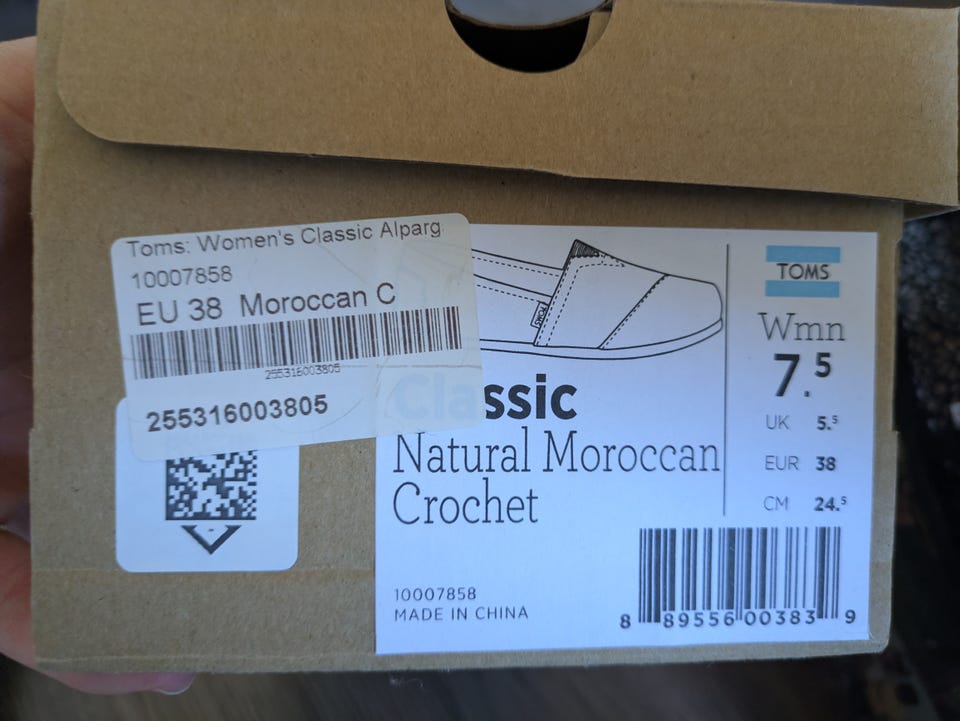 Toms: Women's Classic Alparg
10007858
EU 38 Moroccan C
255316003805
255316003805
TOMS
Classic
Natural Moroccan
Crochet
10007858
MADE IN CHINA
TOMS
Wmn
7.5
UK 5.5
EUR 38
CM 24.5
8 89556 00383 9